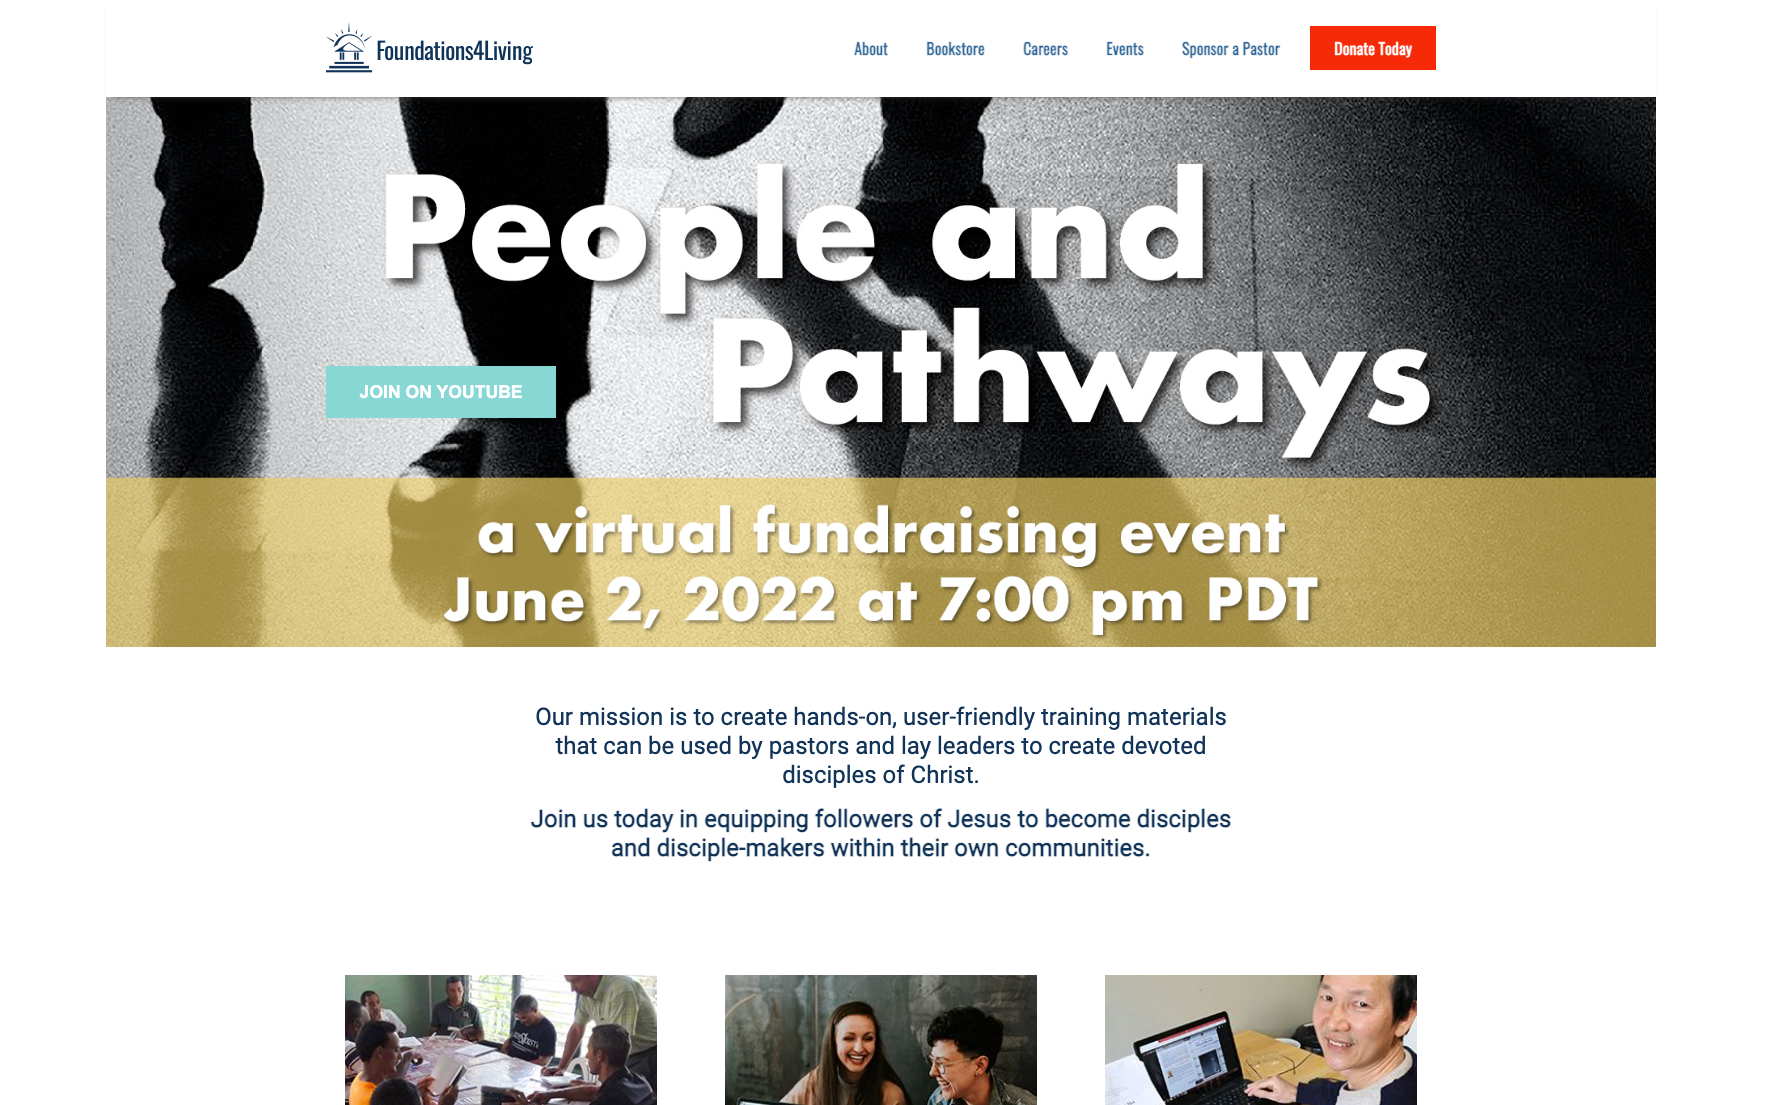 Foundations4Living
About
Bookstore
Careers
Events
Sponsor a Pastor
Donate Today
People and
Pathways
JOIN ON YOUTUBE
a virtual fundraising event
June 2, 2022 at 7:00 pm PDT
Our mission is to create hands-on, user-friendly training materials
that can be used by pastors and lay leaders to create devoted
disciples of Christ.
Join us today in equipping followers of Jesus to become disciples
and disciple-makers within their own communities.